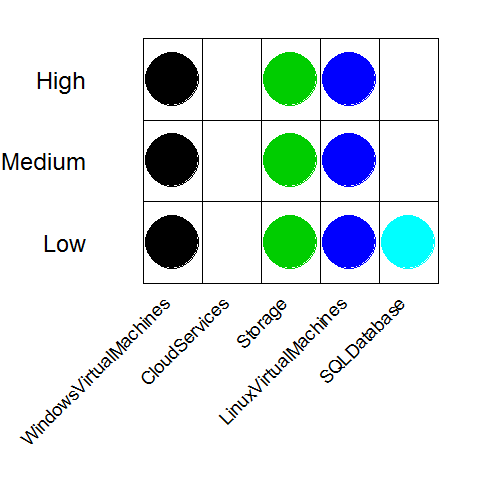 High
Medium
Low
WindowsVirtualMachines
CloudServices
Storage
LinuxVirtualMachines
SQLDatabase